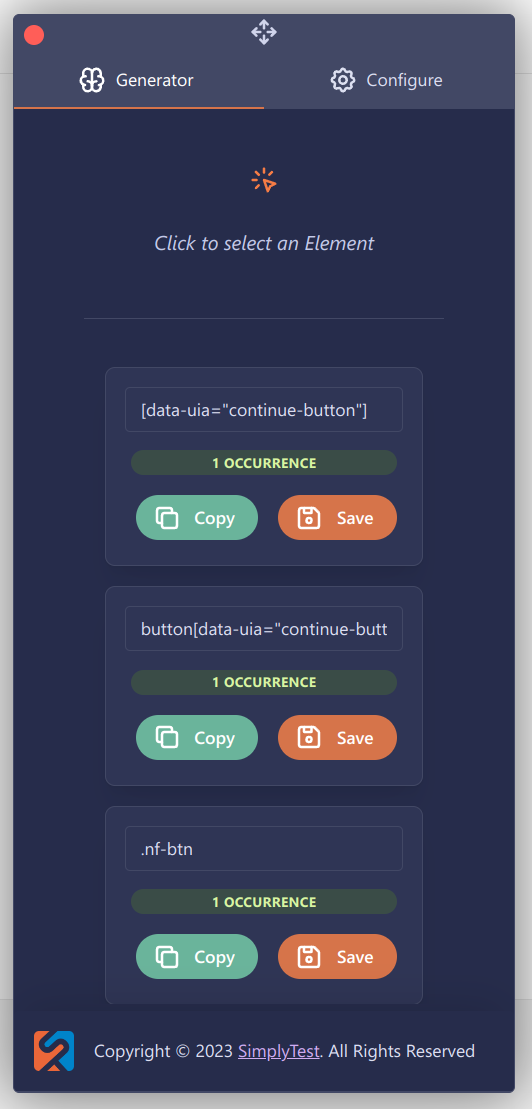 Generator Configure
Click to select an Element
[data-uia="continue-button"]
1 OCCURRENCE
Copy Save
button[data-uia="continue-butt
1 OCCURRENCE
Copy Save
.nf-btn
1 OCCURRENCE
Copy Save
Copyright © 2023 SimplyTest. All Rights Reserved